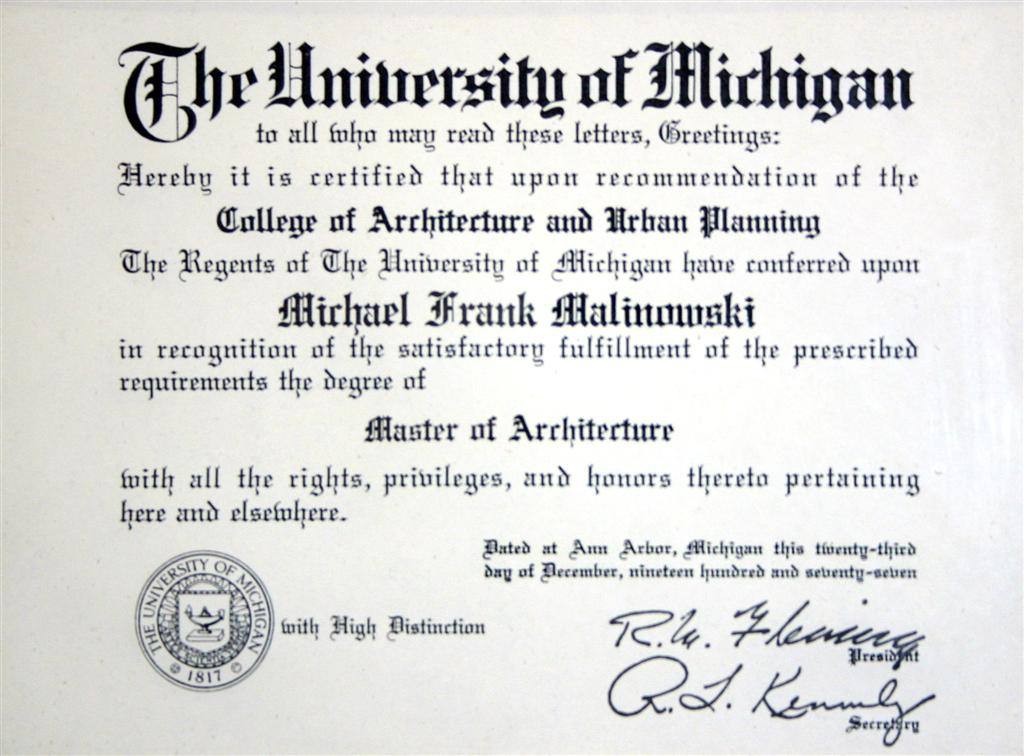 The University of Michigan
to all who may read these letters, Greetings:
Hereby it is certified that upon recommendation of the
College of Architecture and Urban Planning
The Regents of The University of Michigan have conferred upon
Michael Frank Malinowski
in recognition of the satisfactory fulfillment of the prescribed
requirements the degree of
Master of Architecture
with all the rights, privileges, and honors thereto pertaining
here and elsewhere.
Dated at Ann Arbor, Michigan this twenty-third
day of December, nineteen hundred and seventy-seven
THE UNIVERSITY OF MICHIGAN
1817
with High Distinction
R.W. Fleming
President
R. L. Kennedy
Secretary